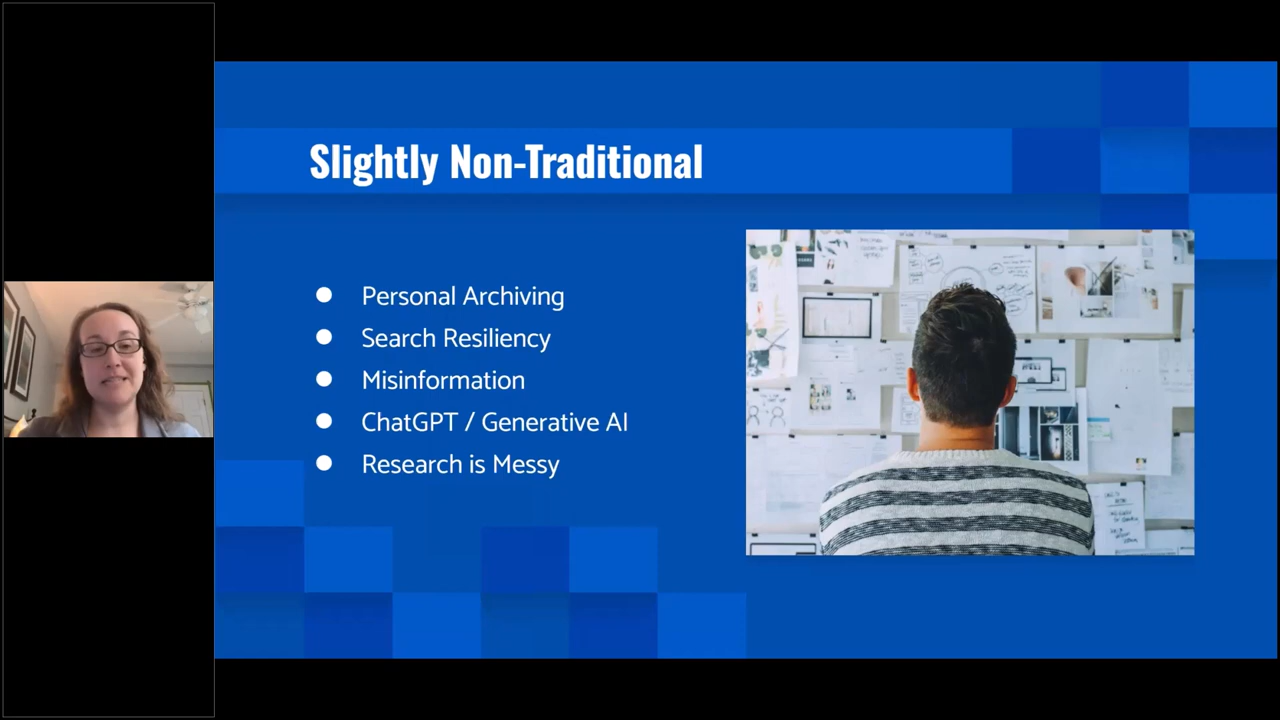 Slightly Non-Traditional
Personal Archiving
Search Resiliency
Misinformation
ChatGPT / Generative AI
Research is Messy